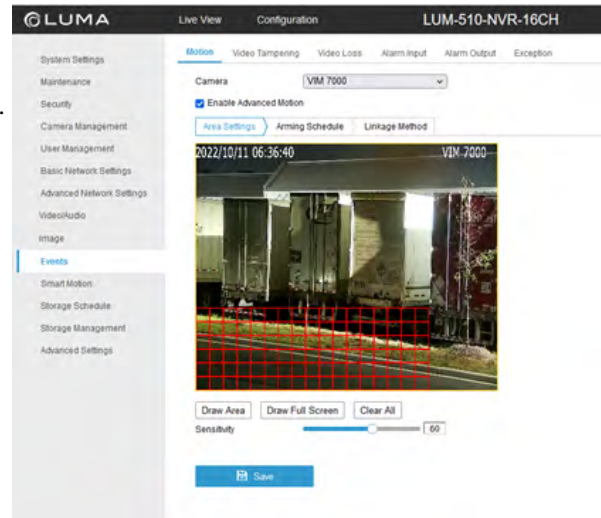 LUMA
Live View Configuration LUM-510-NVR-16CH
Motion Video Tampering Video Loss Alarm Input Alarm Output Exception
System Settings
Maintenance
Security
Camera Management
User Management
Basic Network Settings
Advanced Network Settings
Video/Audio
Image
Events
Smart Motion
Storage Schedule
Storage Management
Advanced Settings
Camera VIM 7000
Enable Advanced Motion
Area Settings Arming Schedule Linkage Method
2022/10/11 06:36:40 VIM 7000
Draw Area Draw Full Screen Clear All
Sensitivity 60
Save